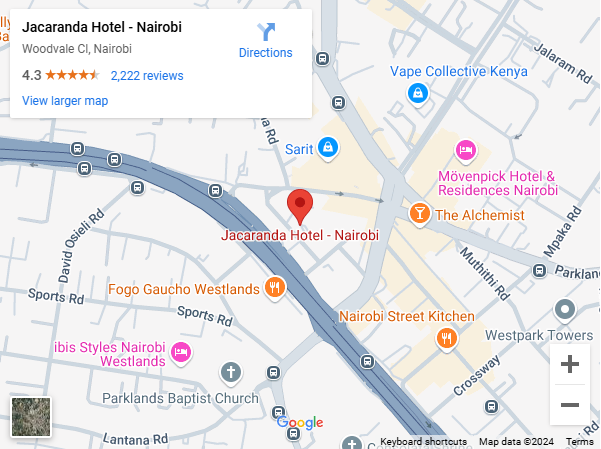 Jacaranda Hotel - Nairobi
Woodvale Cl, Nairobi
Directions
4.3
2,222 reviews
View larger map
Jalaram Rd
Vape Collective Kenya
Sarit
Mövenpick Hotel &
Residences Nairobi
The Alchemist
Jacaranda Hotel - Nairobi
David Osieli Rd
Mpaka Rd
Muthithi Rd
Parkland
Fogo Gaucho Westlands
Sports Rd
Sports Rd
Nairobi Street Kitchen
Westpark Towers
ibis Styles Nairobi
Westlands
Crossway
Parklands Baptist Church
Google
Lantana Rd
Keyboard shortcuts
Map data ©2024
Terms